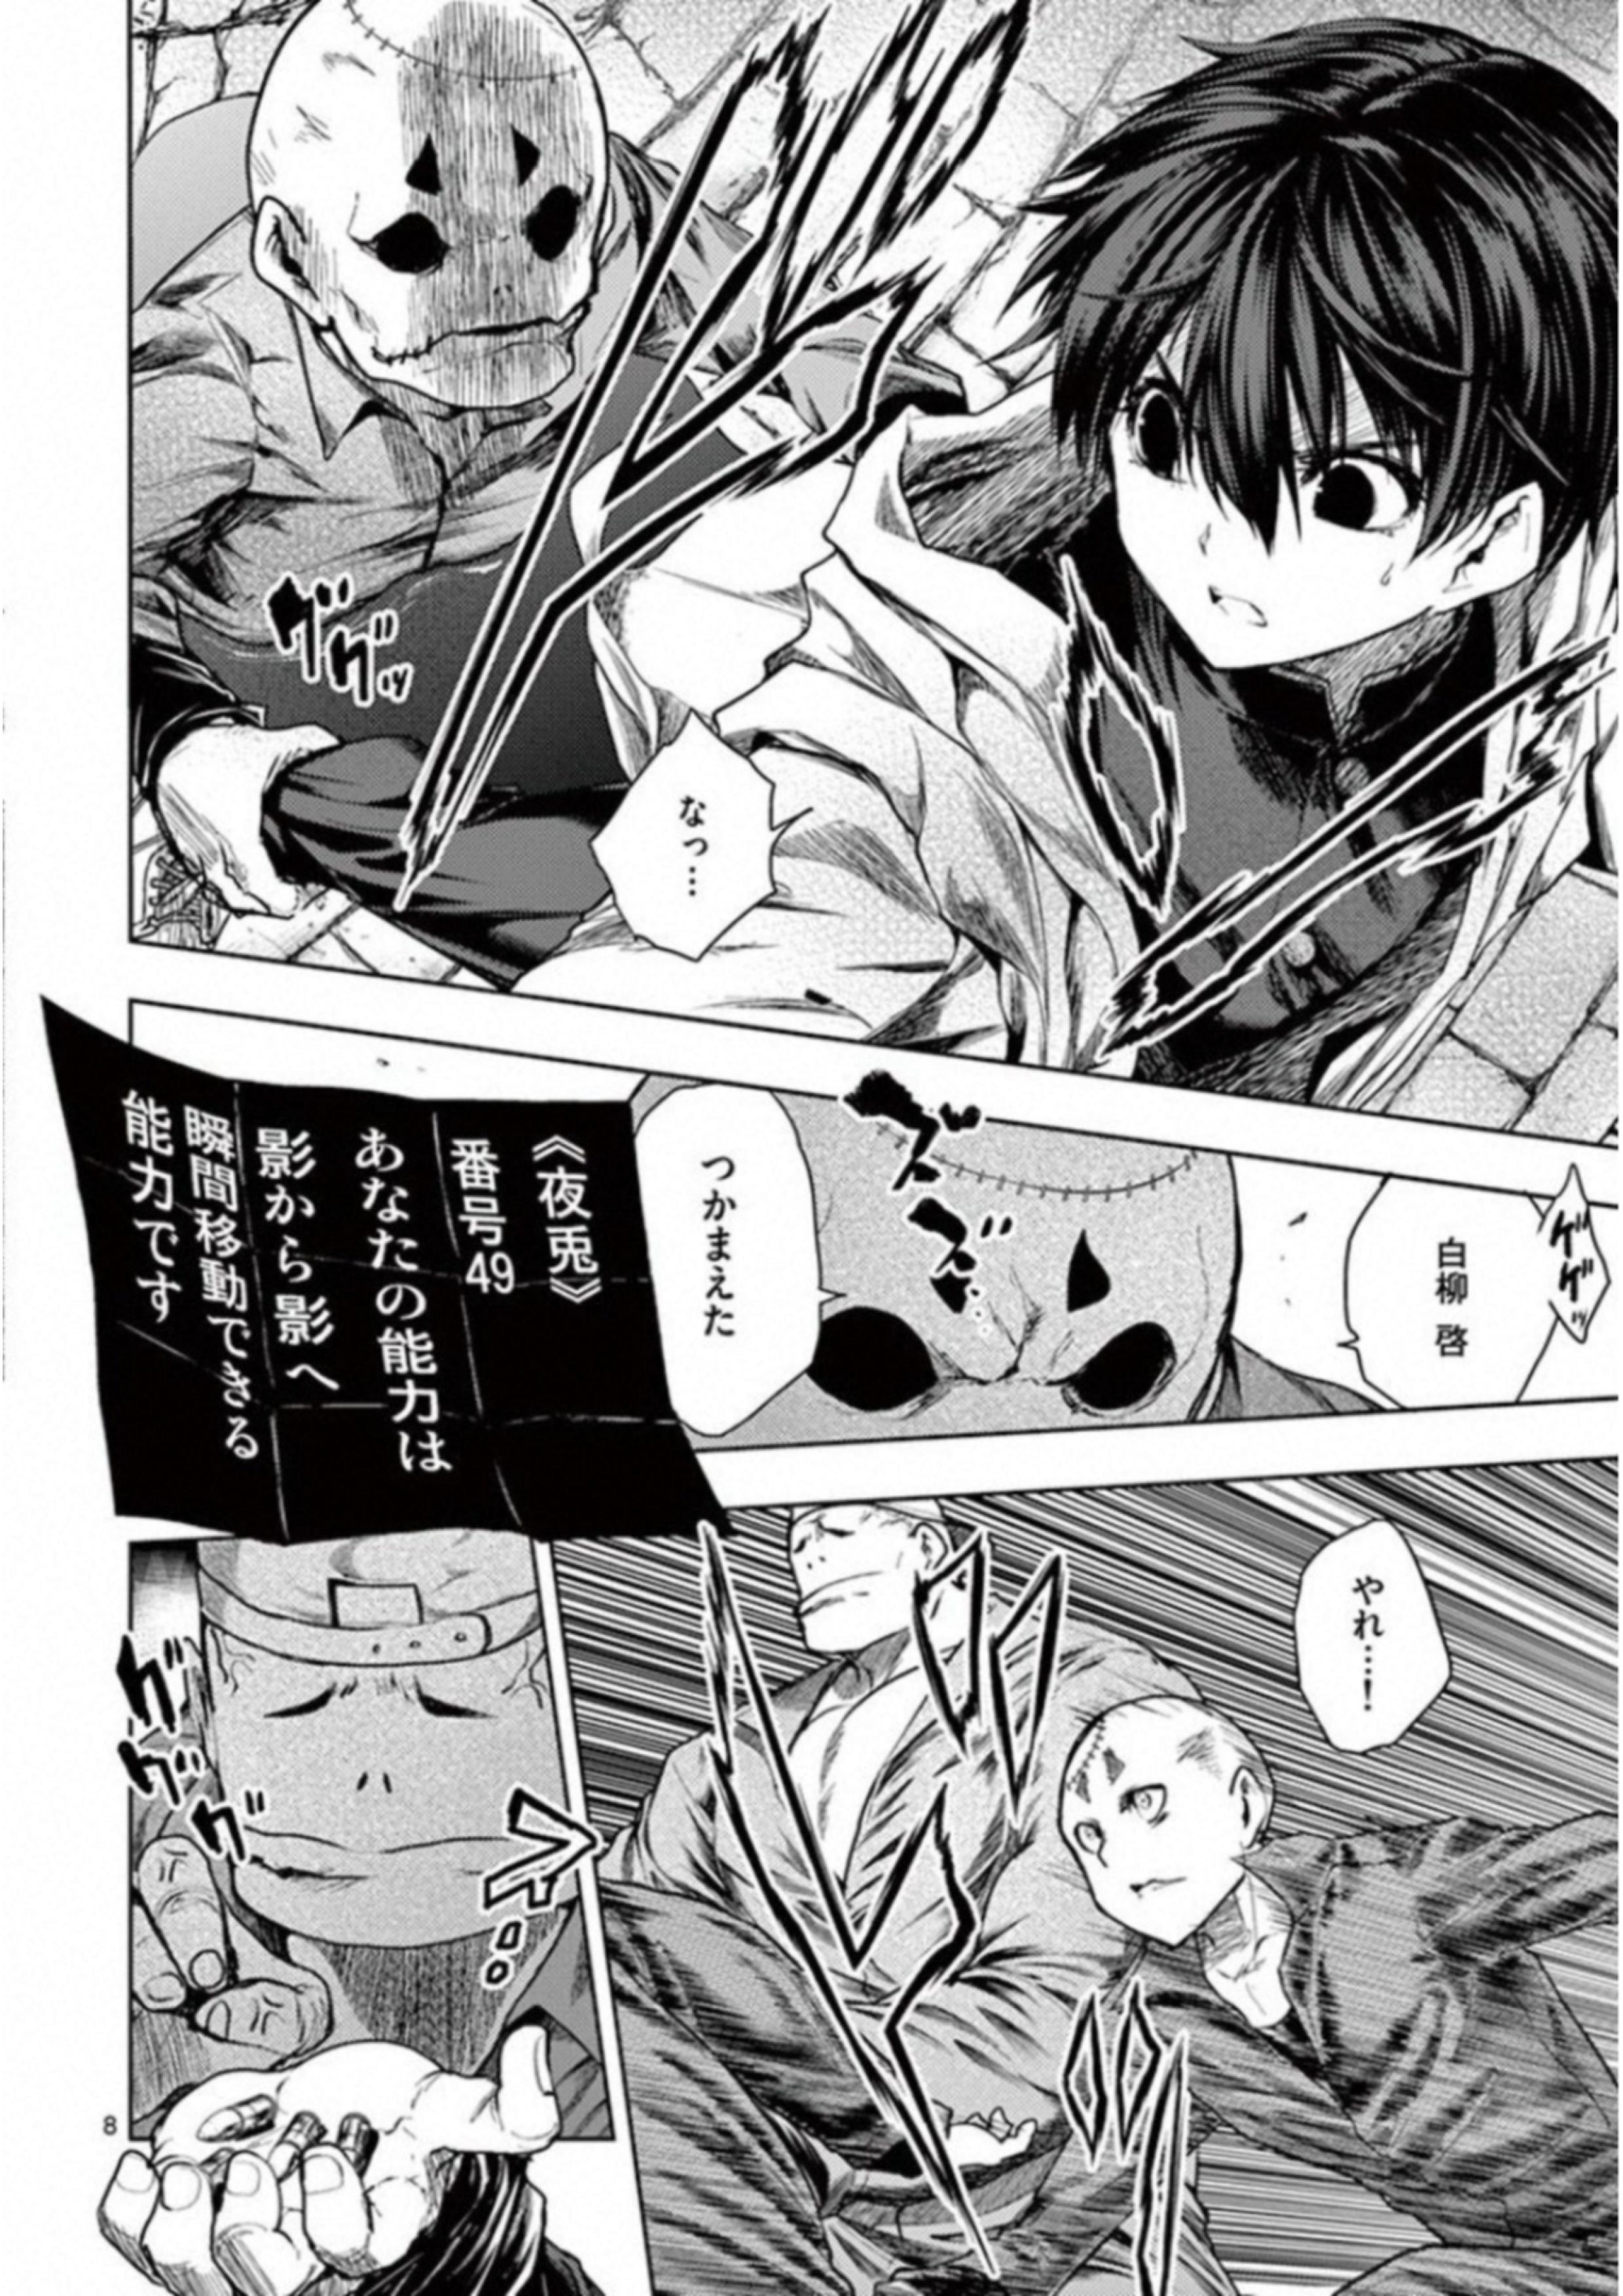 なっ…
ググッ
ゲゲッ
白柳 啓
ズズ…
つかまえた
《夜兎》
番号49
あなたの能力は
影から影へ
瞬間移動できる
能力です
やれ…！
ググググ
8